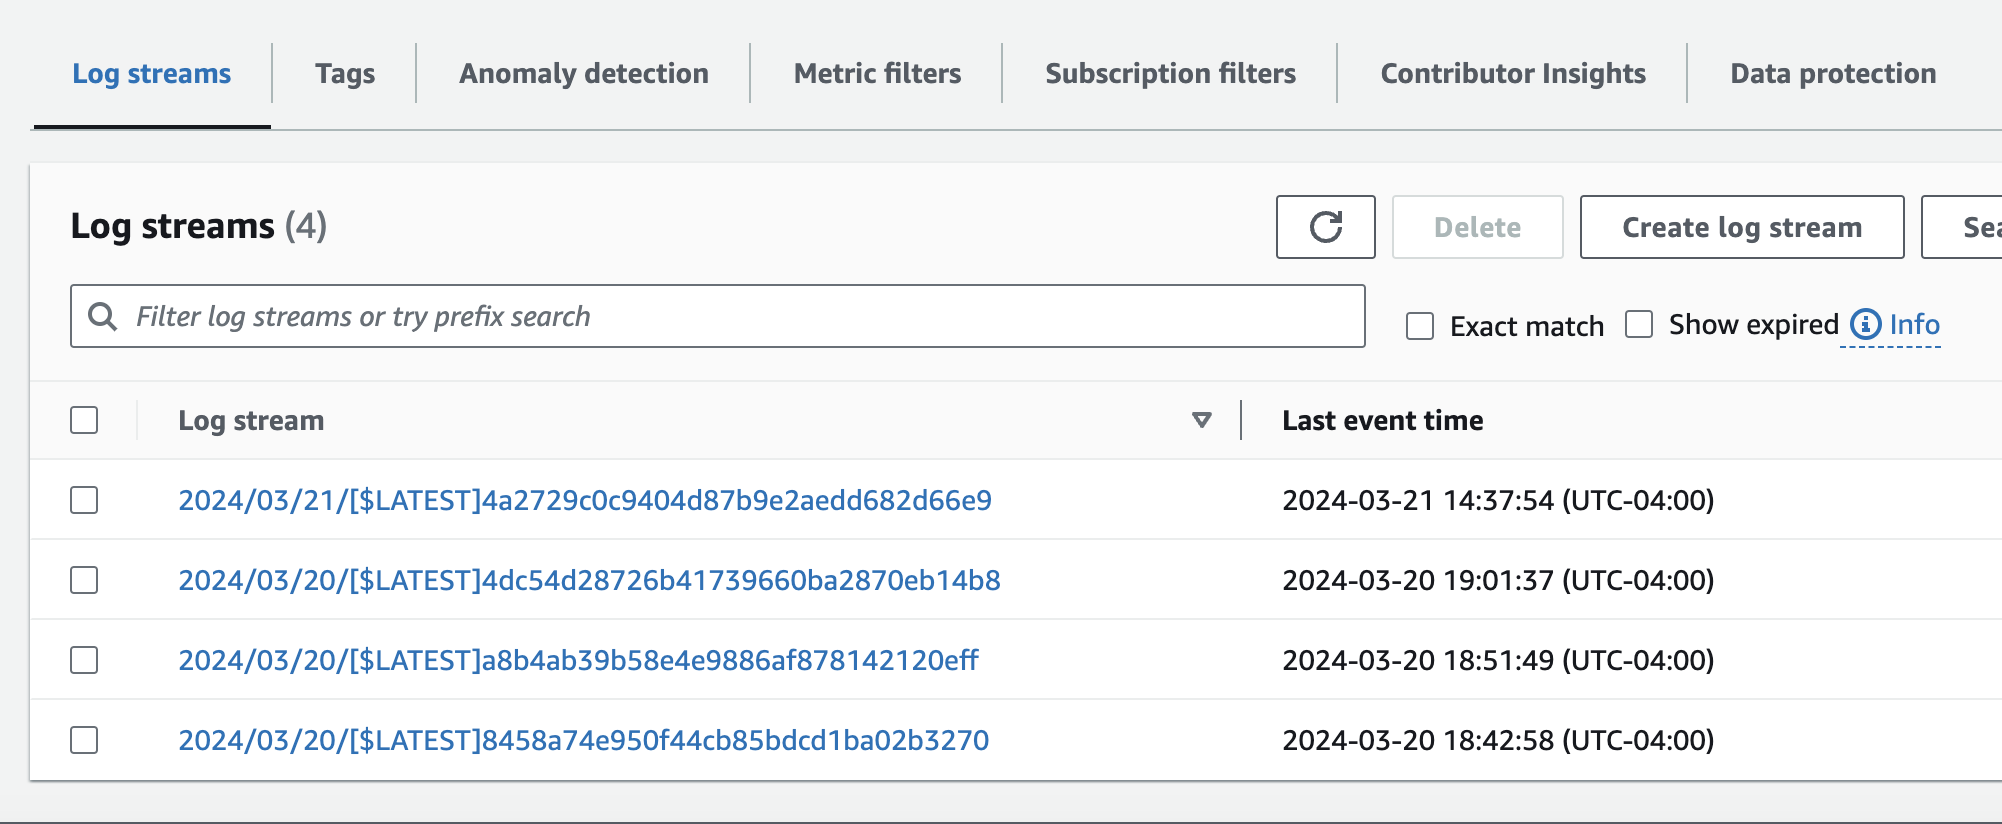 Log streams Tags Anomaly detection Metric filters Subscription filters Contributor Insights Data protection
Log streams (4) Delete Create log stream Sea
Filter log streams or try prefix search Exact match Show expired Info
Log stream Last event time
2024/03/21/[$LATEST]4a2729c0c9404d87b9e2aedd682d66e9 2024-03-21 14:37:54 (UTC-04:00)
2024/03/20/[$LATEST]4dc54d28726b41739660ba2870eb14b8 2024-03-20 19:01:37 (UTC-04:00)
2024/03/20/[$LATEST]a8b4ab39b58e4e9886af878142120eff 2024-03-20 18:51:49 (UTC-04:00)
2024/03/20/[$LATEST]8458a74e950f44cb85bdcd1ba02b3270 2024-03-20 18:42:58 (UTC-04:00)